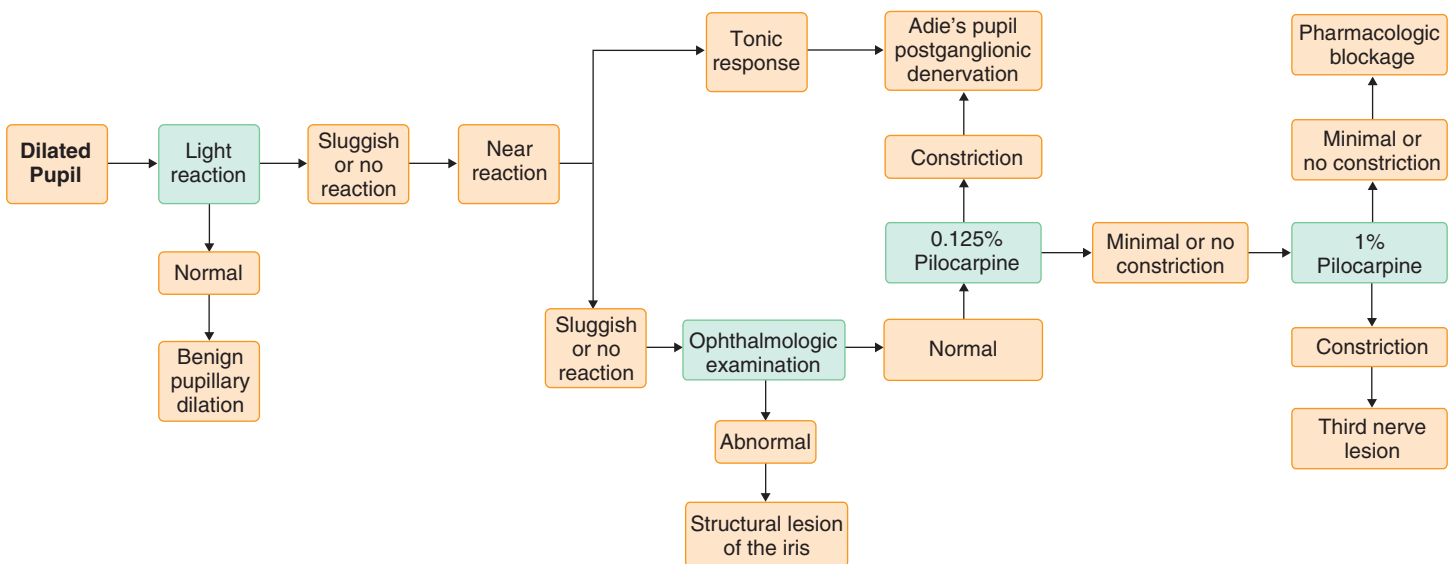 Dilated
Pupil
Light
reaction
Normal
Benign
pupillary
dilation
Sluggish
or no
reaction
Near
reaction
Tonic
response
Adie's pupil
postganglionic
denervation
Constriction
0.125%
Pilocarpine
Sluggish
or no
reaction
Ophthalmologic
examination
Normal
Abnormal
Structural lesion
of the iris
Minimal or no
constriction
1%
Pilocarpine
Minimal or
no constriction
Pharmacologic
blockage
Constriction
Third nerve
lesion